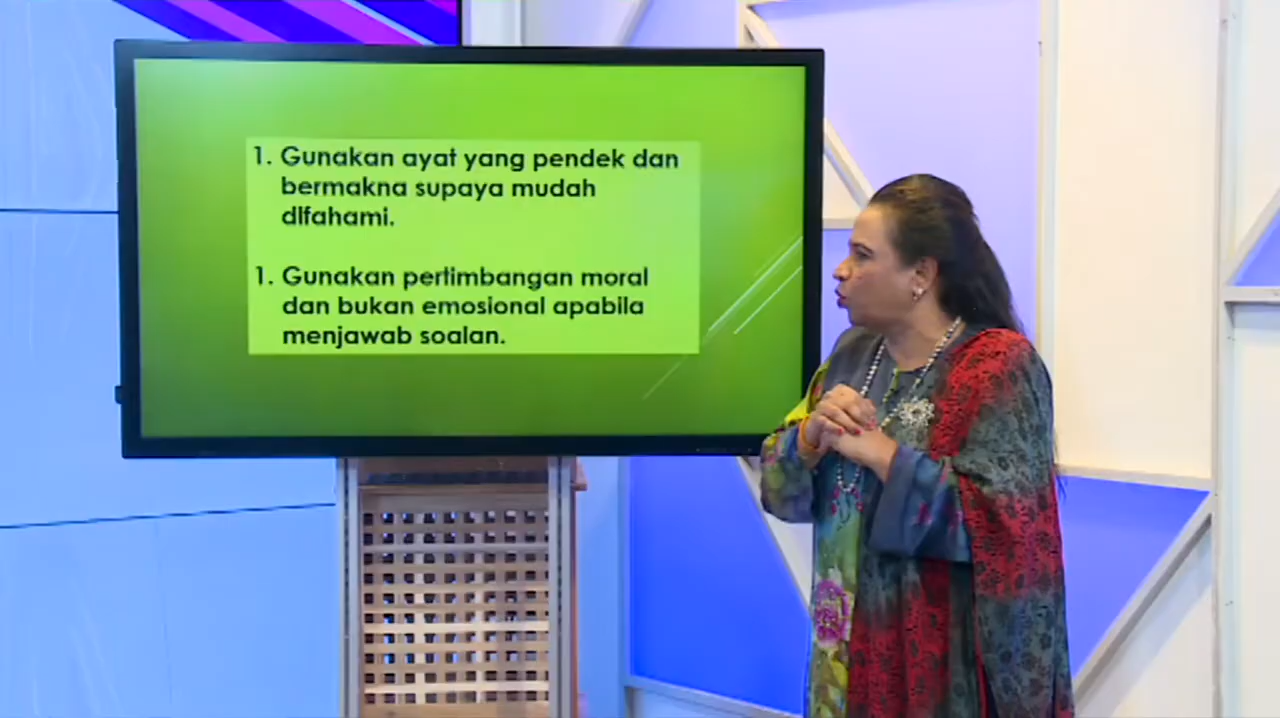 1. Gunakan ayat yang pendek dan
bermakna supaya mudah
difahami.
1. Gunakan pertimbangan moral
dan bukan emosional apabila
menjawab soalan.